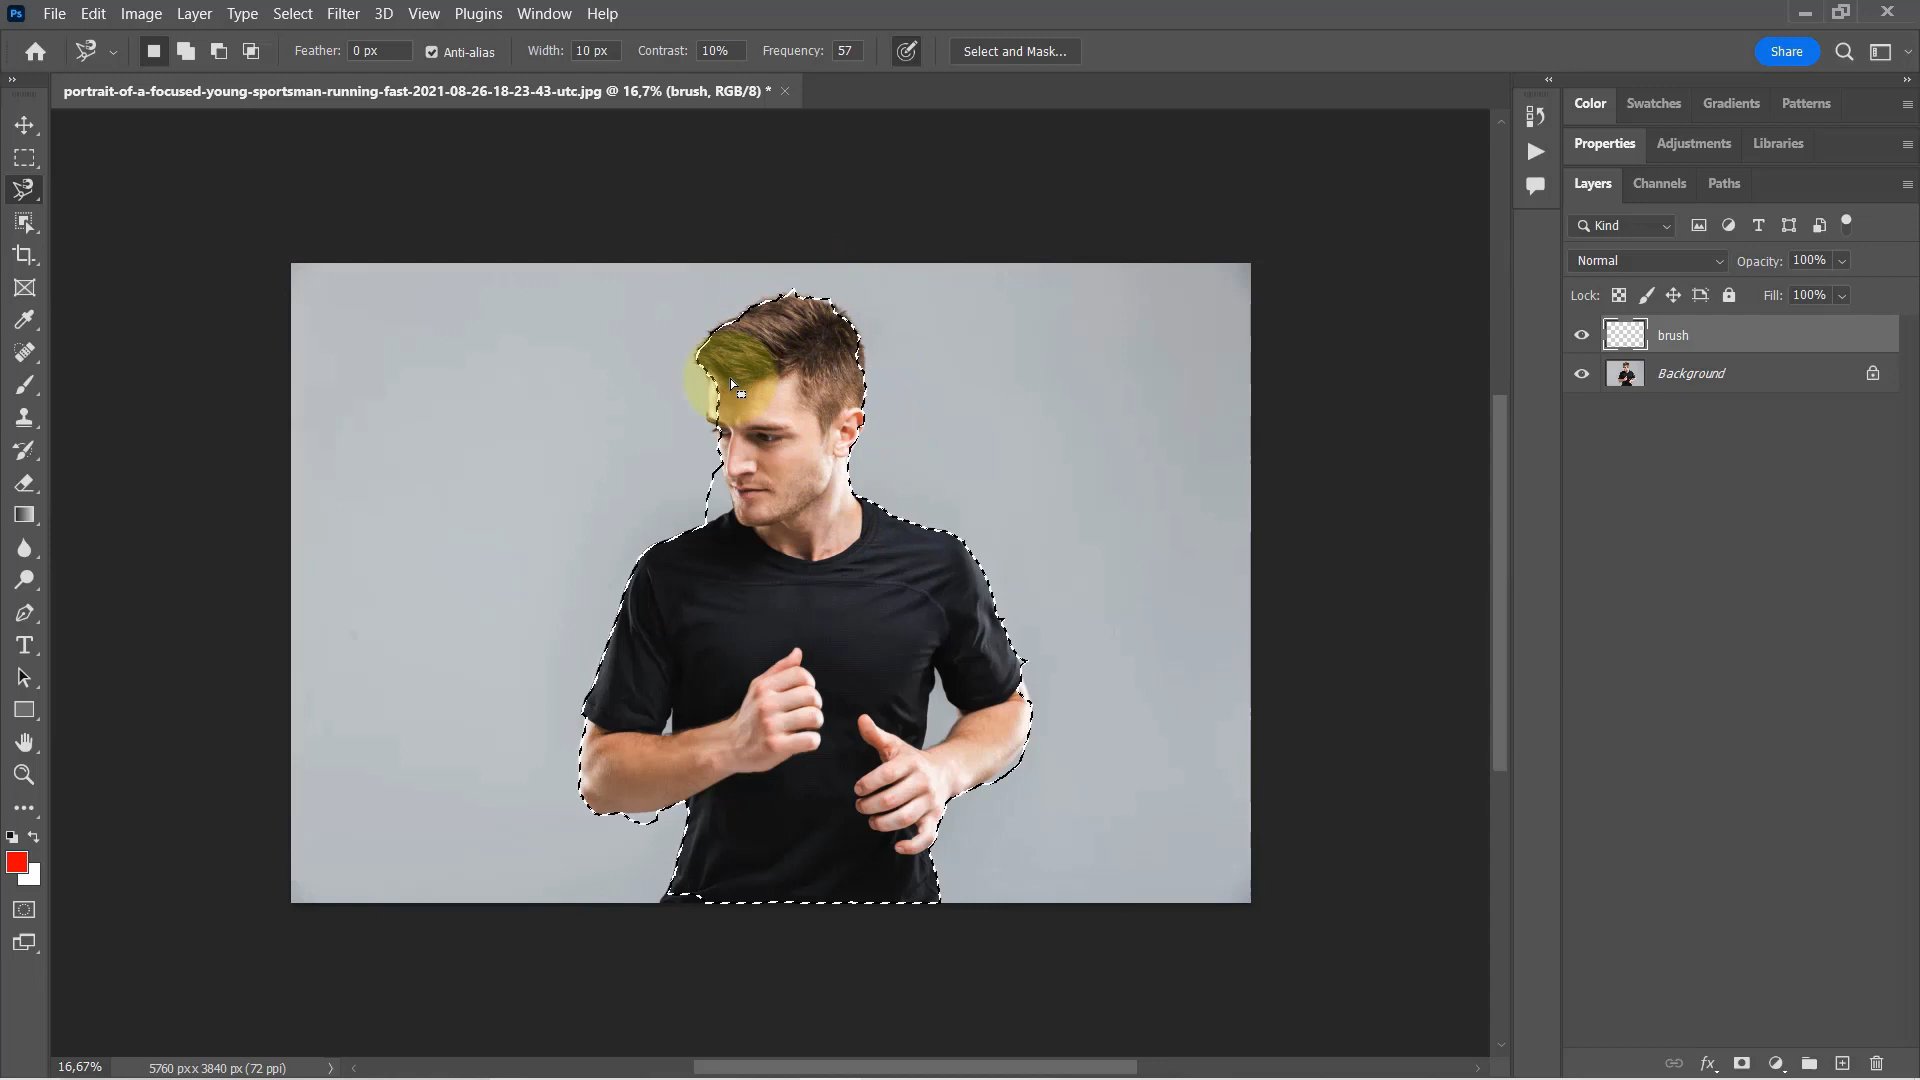 Ps File Edit Image Layer Type Select Filter 3D View Plugins Window Help
Feather: 0 px Anti-alias Width: 10 px Contrast: 10% Frequency: 57 Select and Mask... Share
portrait-of-a-focused-young-sportsman-running-fast-2021-08-26-18-23-43-utc.jpg @ 16,7% (brush, RGB/8) *
Color Swatches Gradients Patterns
Properties Adjustments Libraries
Layers Channels Paths
Kind
Normal Opacity: 100%
Lock: Fill: 100%
brush
Background
16,67% 5760 px x 3840 px (72 ppi)